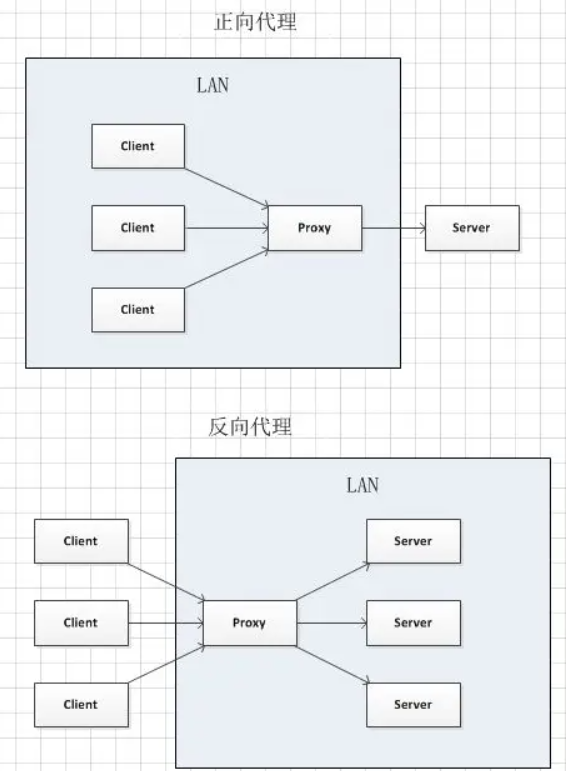 正向代理
LAN
Client
Client
Proxy
Server
Client
反向代理
LAN
Client
Server
Client
Proxy
Server
Client
Server